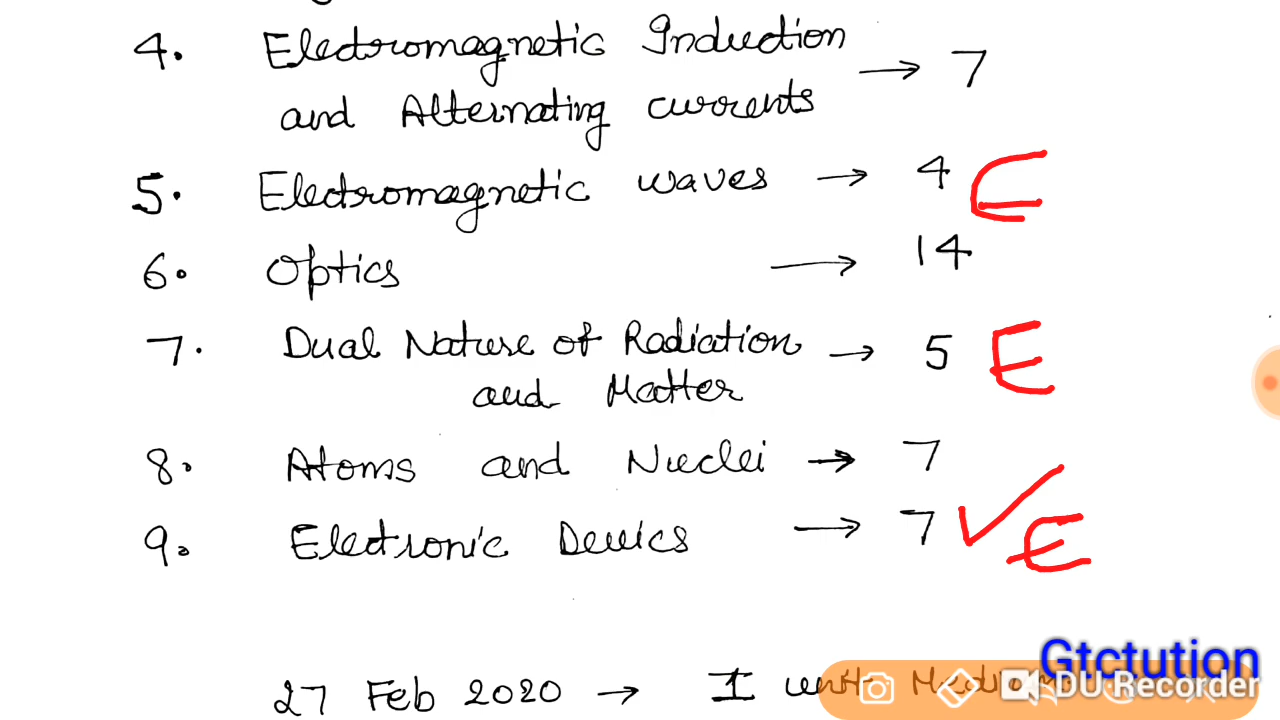 4. Electromagnetic Induction → 7
and Alternating currents
5. Electromagnetic waves → 4 E
6. Optics → 14
7. Dual Nature of Radiation → 5 E
and Matter
8. Atoms and Nuclei → 7
9. Electronic Devics → 7 ✓ E
Gtctution
27 Feb 2020 → I unit
DU Recorder